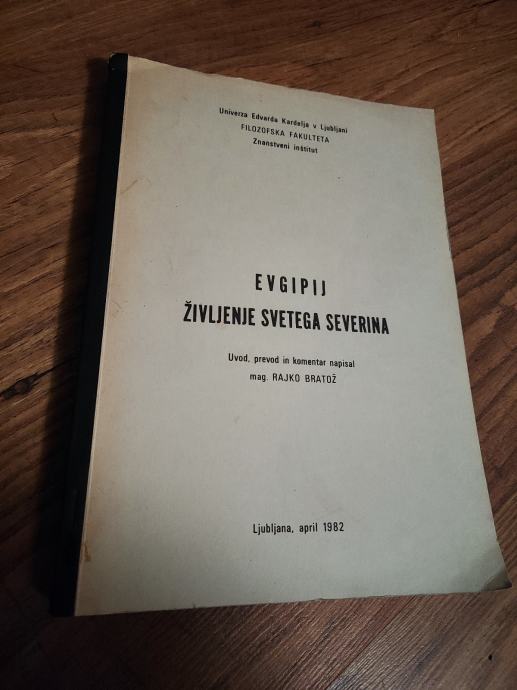 Univerza Edvarda Kardelja v Ljubljani
FILOZOFSKA FAKULTETA
Znanstveni inštitut
EVGIPIJ
ŽIVLJENJE SVETEGA SEVERINA
Uvod, prevod in komentar napisal
mag. RAJKO BRATOŽ
Ljubljana, april 1982